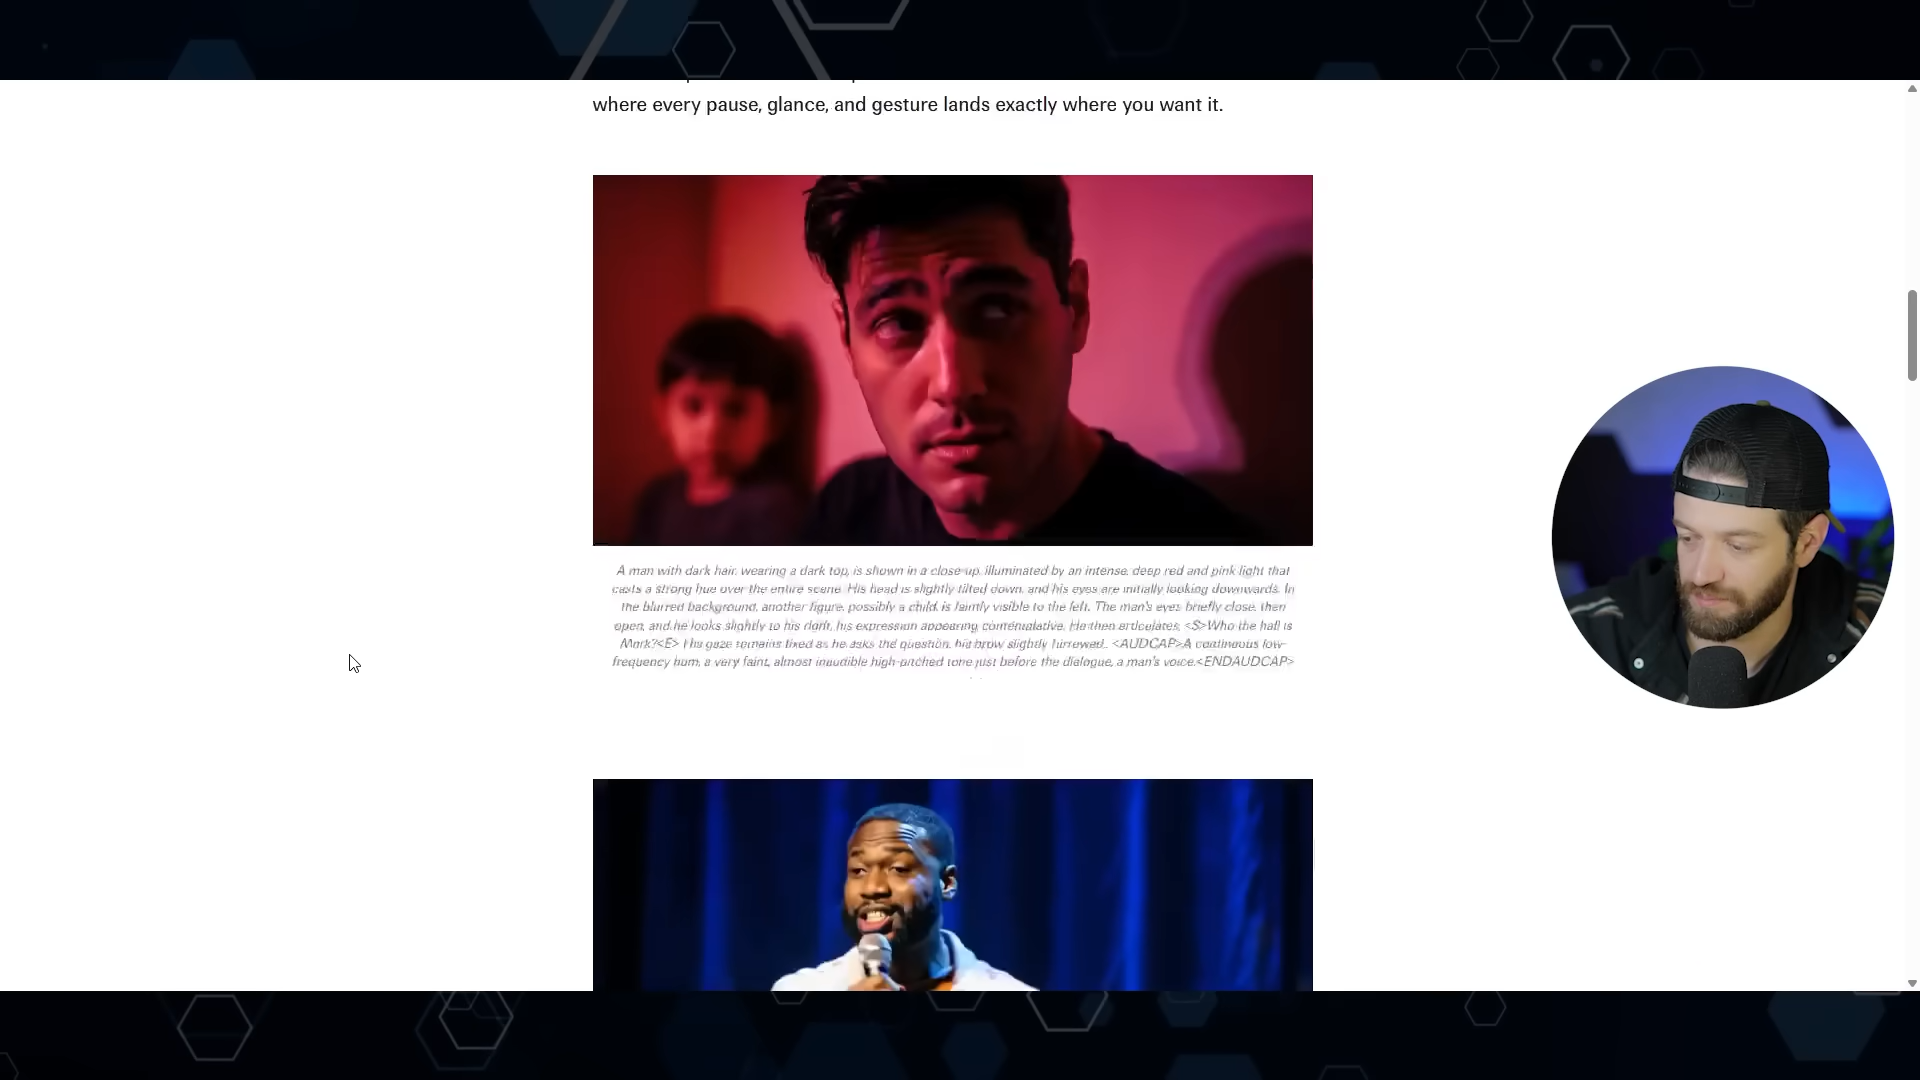 where every pause, glance, and gesture lands exactly where you want it.
A man with dark hair, wearing a dark top, is shown in a close-up, illuminated by an intense, deep red and pink light that
casts a strong hue over the entire scene. His head is slightly tilted down, and his eyes are initially looking downwards. In
the blurred background, another figure, possibly a child is faintly visible to the left. The man's eyes briefly close, then
open, and he looks slightly to his right, his expression appearing contemplative. He then articulates, <S>Who the hell is
Mark?<E> His gaze remains fixed as he asks the question, his brow slightly furrowed. <AUDCAP>A continuous low-
frequency hum, a very faint, almost inaudible high-pitched tone just before the dialogue, a man's voice.<ENDAUDCAP>